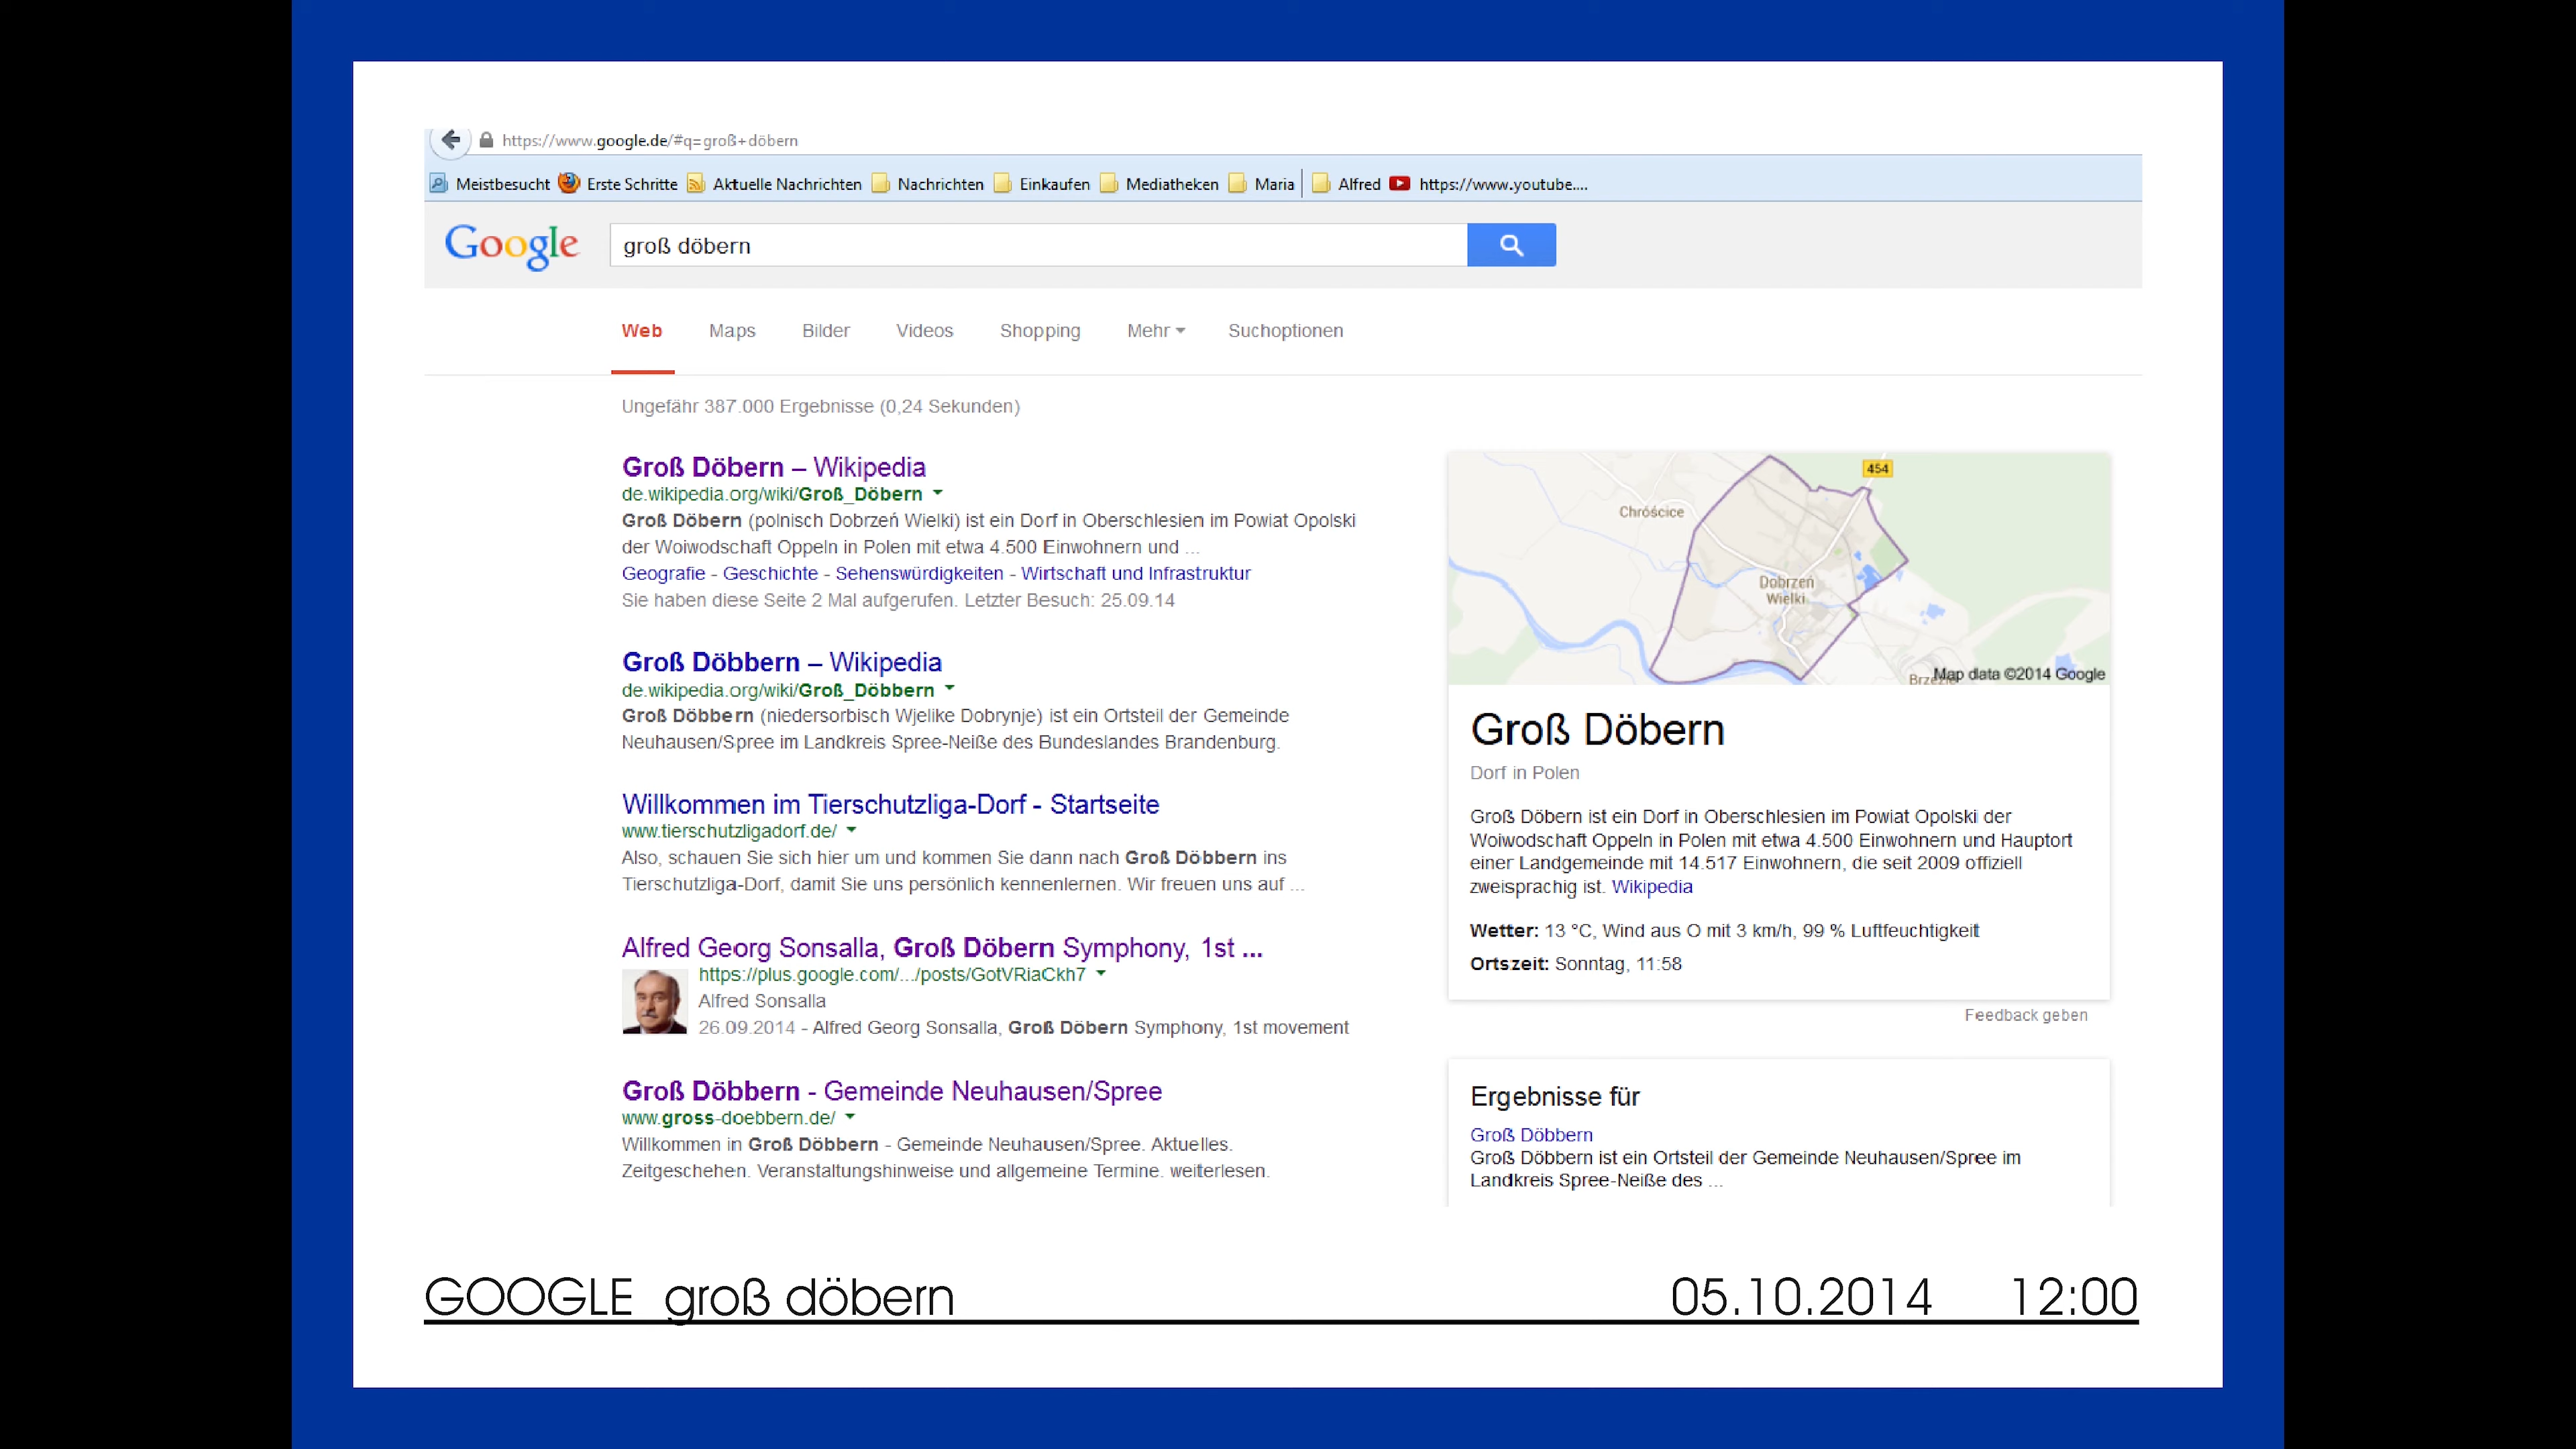 https://www.google.de/#q=groß+döbern
Meistbesucht Erste Schritte Aktuelle Nachrichten Nachrichten Einkaufen Mediatheken Maria Alfred https://www.youtube....
Google groß döbern
Web Maps Bilder Videos Shopping Mehr Suchoptionen
Ungefähr 387.000 Ergebnisse (0,24 Sekunden)
Groß Döbern – Wikipedia
de.wikipedia.org/wiki/Groß_Döbern
Groß Döbern (polnisch Dobrzeń Wielki) ist ein Dorf in Oberschlesien im Powiat Opolski
der Woiwodschaft Oppeln in Polen mit etwa 4.500 Einwohnern und ...
Geografie - Geschichte - Sehenswürdigkeiten - Wirtschaft und Infrastruktur
Sie haben diese Seite 2 Mal aufgerufen. Letzter Besuch: 25.09.14
Groß Döbbern – Wikipedia
de.wikipedia.org/wiki/Groß_Döbbern
Groß Döbbern (niedersorbisch Wjelike Dobrynje) ist ein Ortsteil der Gemeinde
Neuhausen/Spree im Landkreis Spree-Neiße des Bundeslandes Brandenburg.
Willkommen im Tierschutzliga-Dorf - Startseite
www.tierschutzligadorf.de/
Also, schauen Sie sich hier um und kommen Sie dann nach Groß Döbbern ins
Tierschutzliga-Dorf, damit Sie uns persönlich kennenlernen. Wir freuen uns auf ...
Alfred Georg Sonsalla, Groß Döbern Symphony, 1st ...
https://plus.google.com/.../posts/GotVRiaCkh7
Alfred Sonsalla
26.09.2014 - Alfred Georg Sonsalla, Groß Döbern Symphony, 1st movement
Groß Döbbern - Gemeinde Neuhausen/Spree
www.gross-doebbern.de/
Willkommen in Groß Döbbern - Gemeinde Neuhausen/Spree. Aktuelles.
Zeitgeschehen. Veranstaltungshinweise und allgemeine Termine. weiterlesen.
454
Chróścice
Dobrzeń
Wielki
Map data ©2014 Google
Groß Döbern
Dorf in Polen
Groß Döbern ist ein Dorf in Oberschlesien im Powiat Opolski der
Woiwodschaft Oppeln in Polen mit etwa 4.500 Einwohnern und Hauptort
einer Landgemeinde mit 14.517 Einwohnern, die seit 2009 offiziell
zweisprachig ist. Wikipedia
Wetter: 13 °C, Wind aus O mit 3 km/h, 99 % Luftfeuchtigkeit
Ortszeit: Sonntag, 11:58
Feedback geben
Ergebnisse für
Groß Döbbern
Groß Döbbern ist ein Ortsteil der Gemeinde Neuhausen/Spree im
Landkreis Spree-Neiße des ...
GOOGLE groß döbern 05.10.2014 12:00